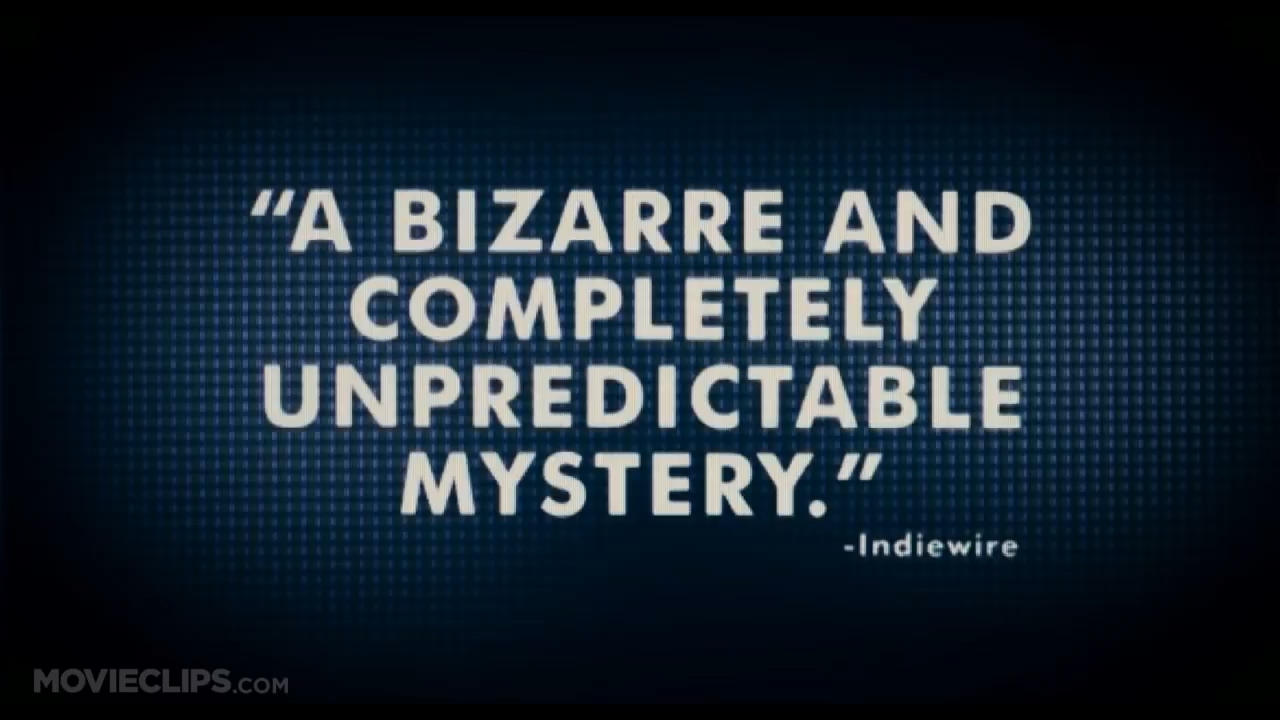 “A BIZARRE AND
COMPLETELY
UNPREDICTABLE
MYSTERY.”
-Indiewire
MOVIECLIPS.COM